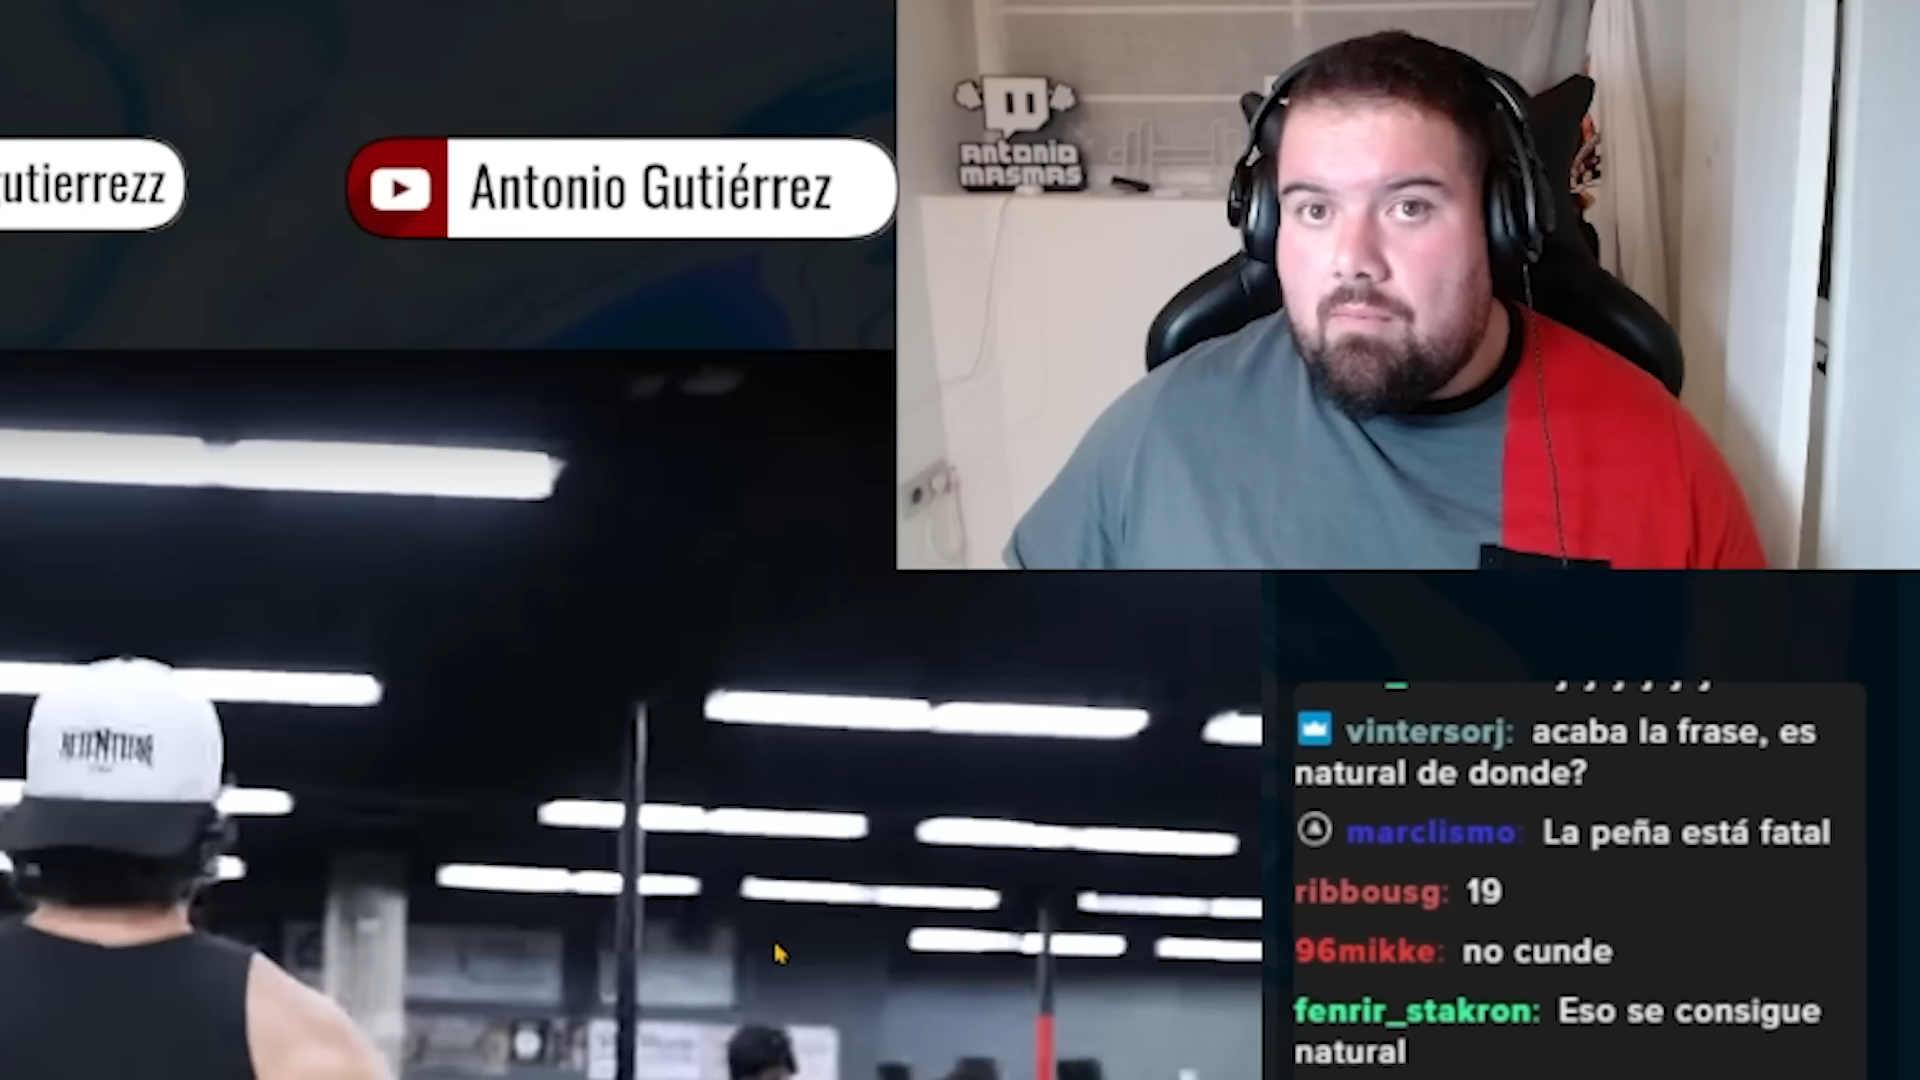 gutierrezz
Antonio Gutiérrez
Antonio
MASMAS
vintersorj: acaba la frase, es
natural de donde?
marclismo: La peña está fatal
ribbousg: 19
96mikke: no cunde
fenrir_stakron: Eso se consigue
natural